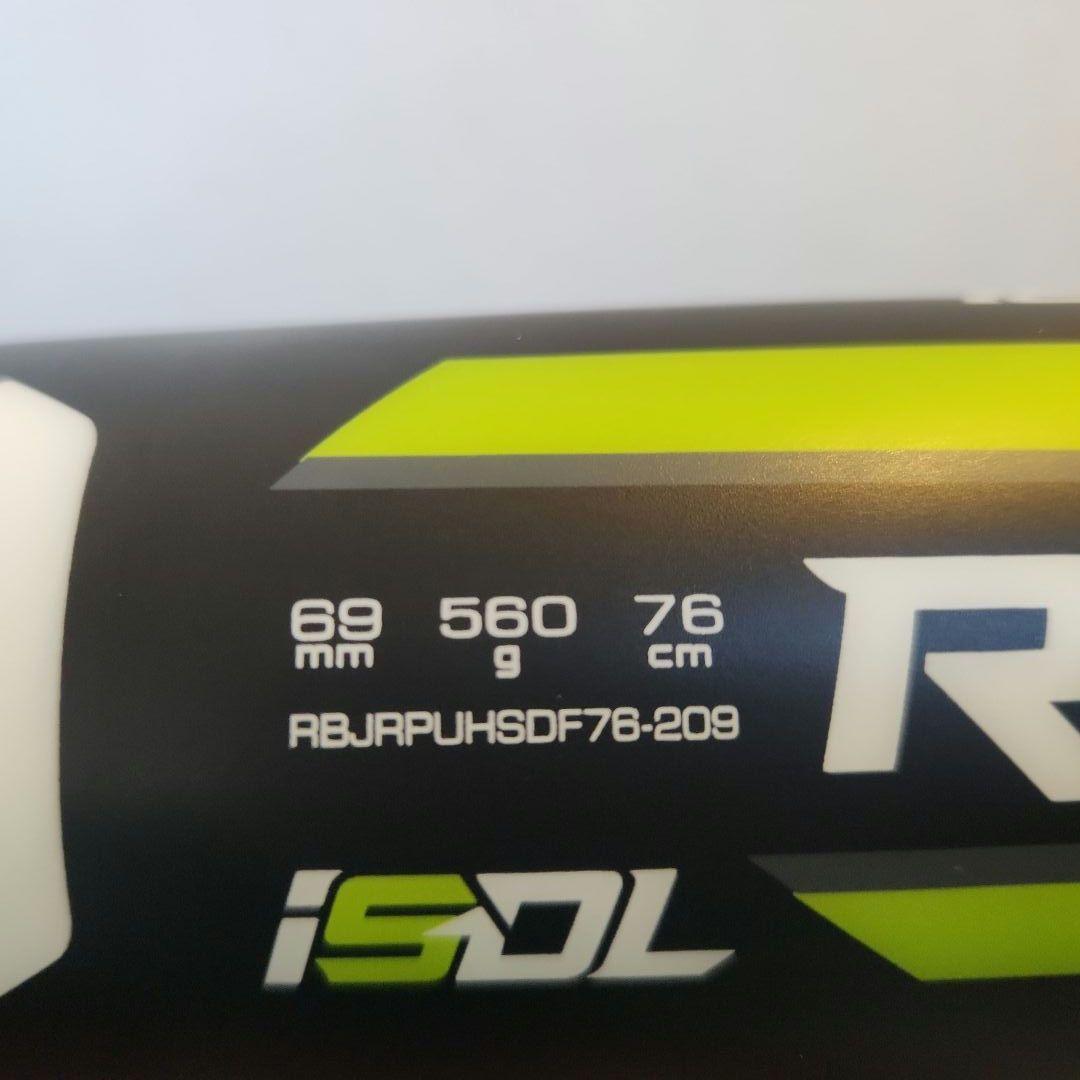 69 560 76
mm g cm
RBJRPUHSDF76-209
R
iSDL